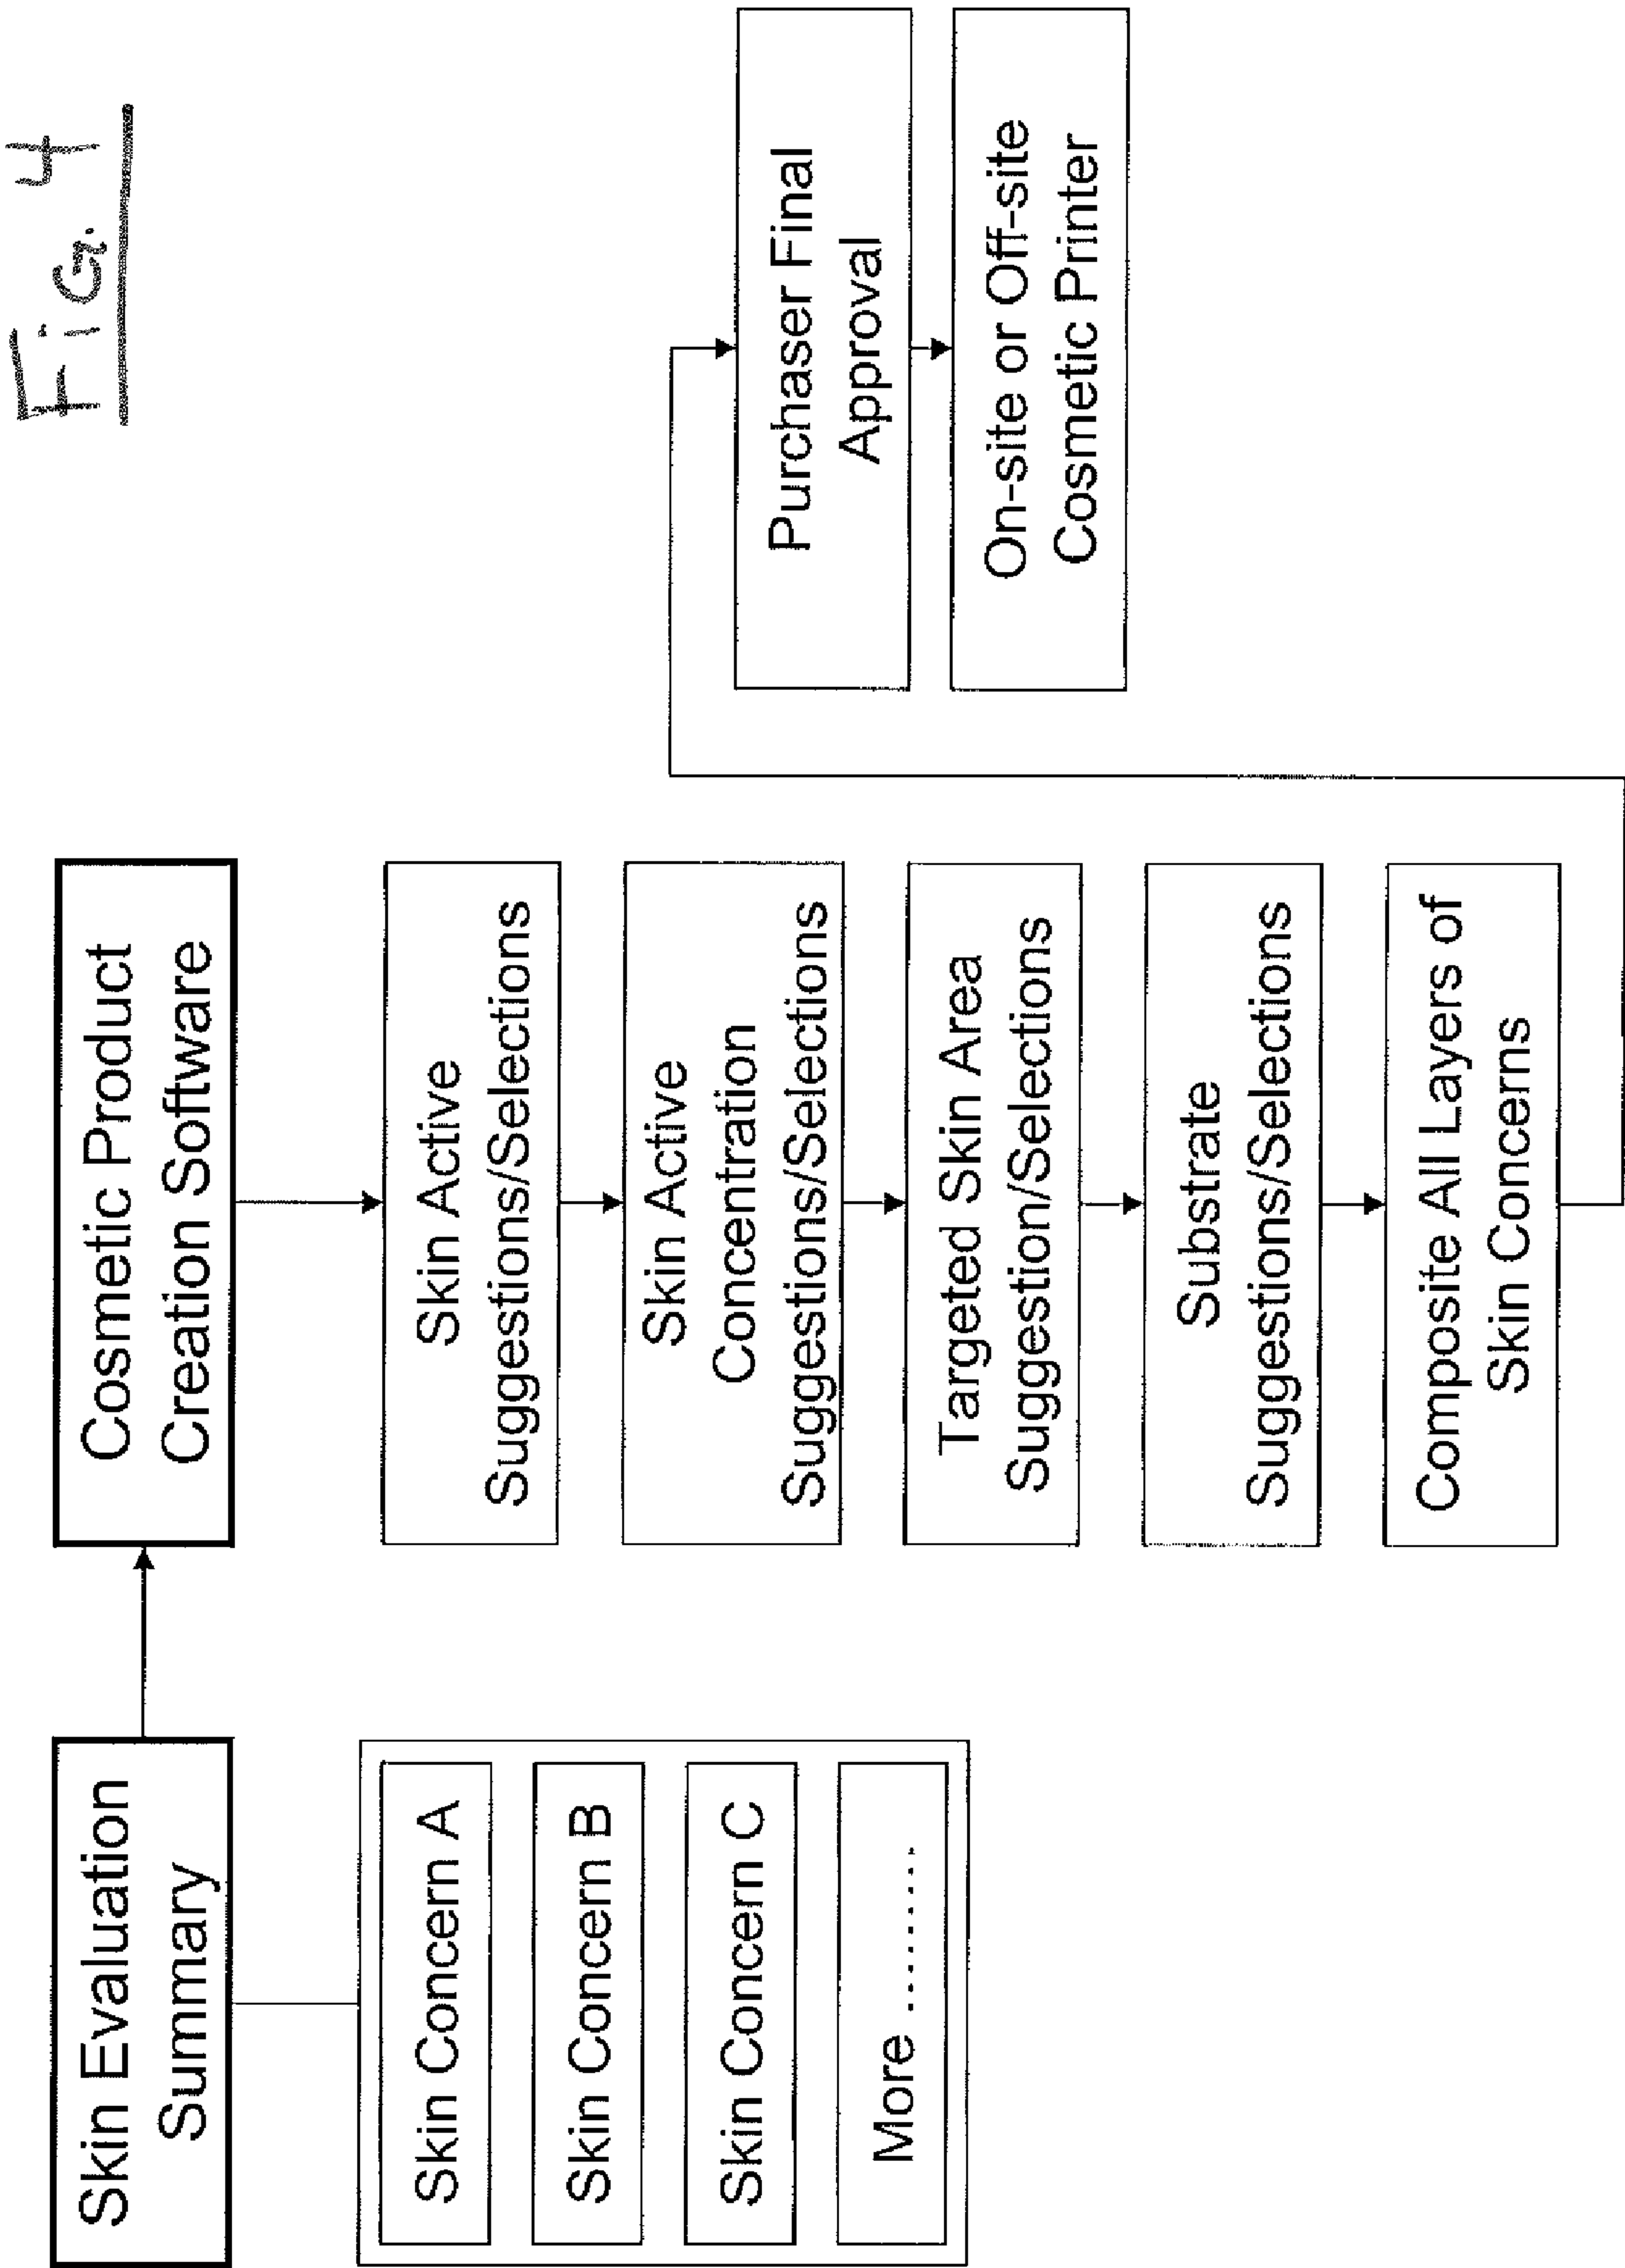 Fig. 4
Skin Evaluation
Summary
Skin Concern A
Skin Concern B
Skin Concern C
More ........
Cosmetic Product
Creation Software
Skin Active
Suggestions/Selections
Skin Active
Concentration
Suggestions/Selections
Targeted Skin Area
Suggestion/Selections
Substrate
Suggestions/Selections
Composite All Layers of
Skin Concerns
Purchaser Final
Approval
On-site or Off-site
Cosmetic Printer